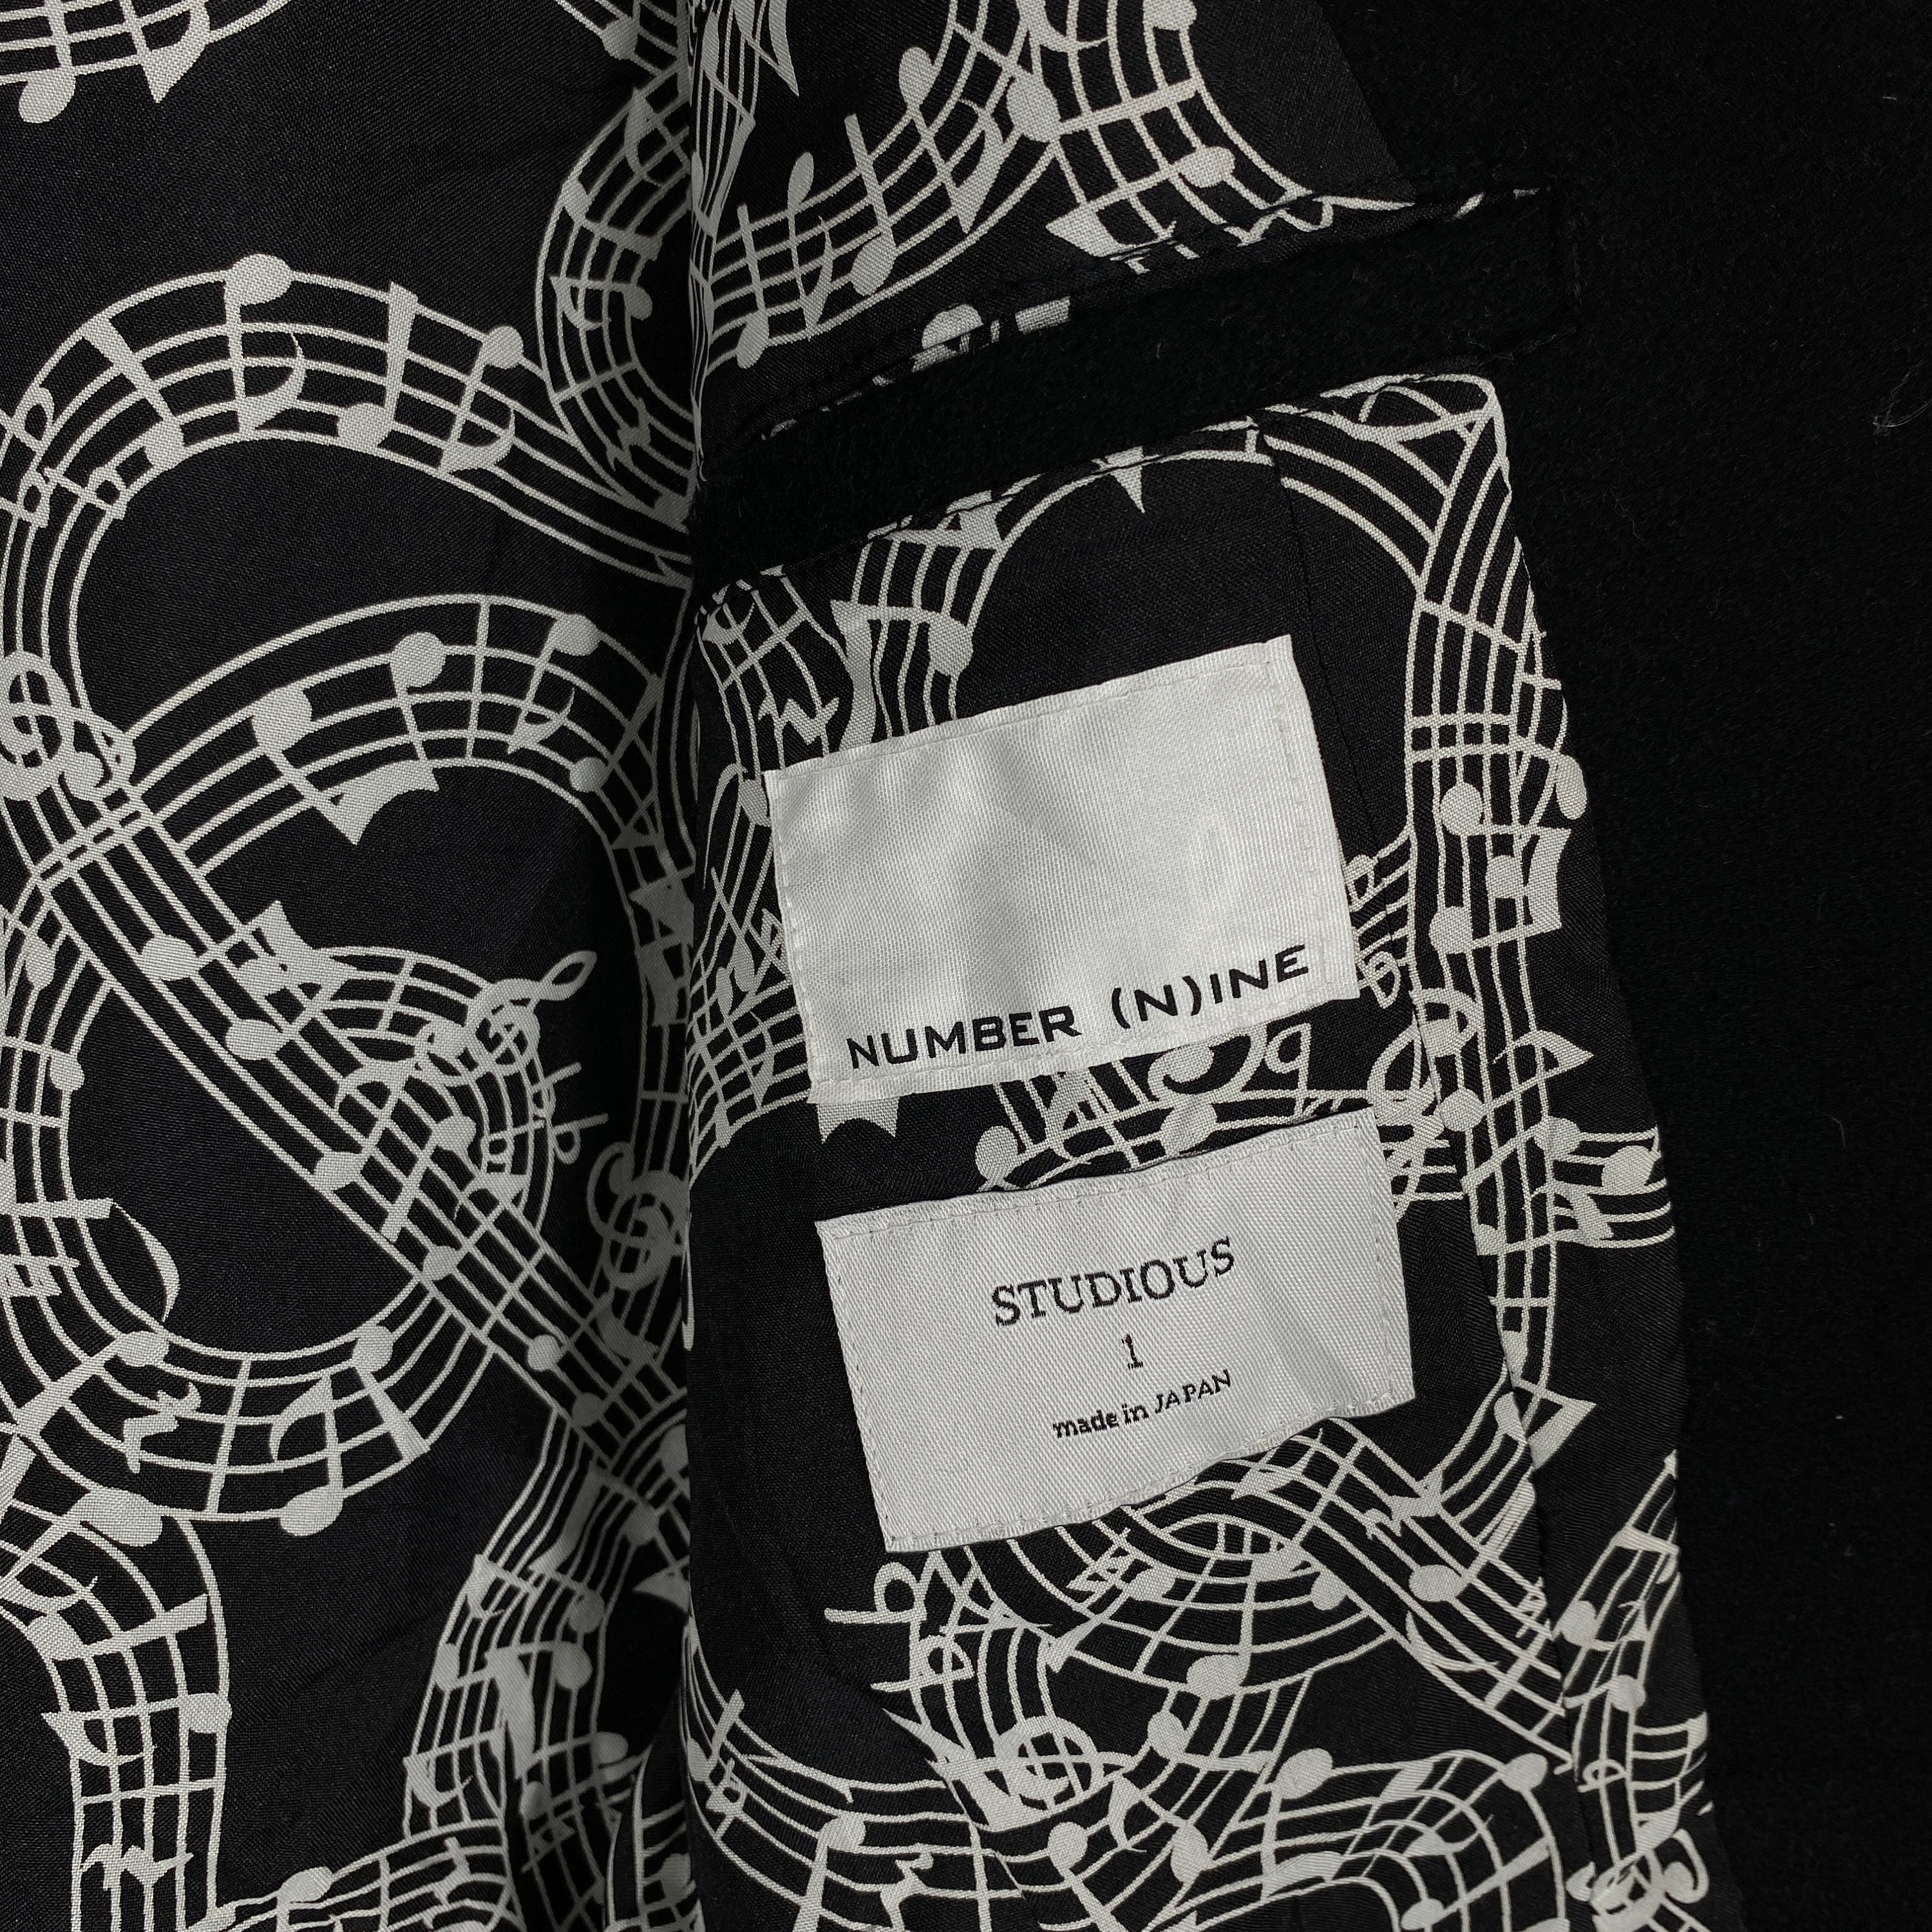 NUMBER (N)INE
STUDIOUS
1
made in JAPAN